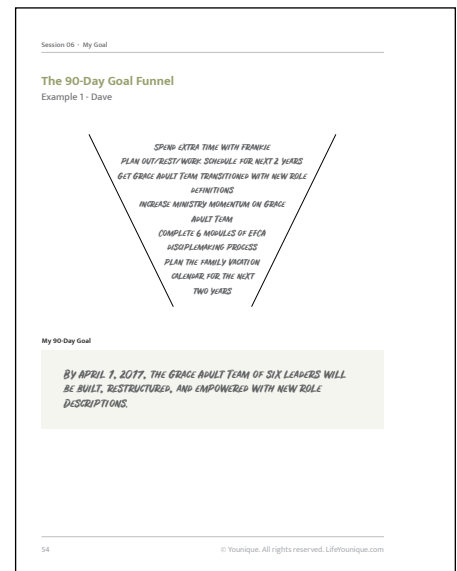 Session 06 - My Goal
The 90-Day Goal Funnel
Example 1 - Dave
Spend extra time with Frankie
Plan out/rest/work schedule for next 2 years
Get Grace Adult Team transitioned with new role
definitions
Increase ministry momentum on Grace
Adult Team
Complete 6 modules of EFCA
disciplemaking process
Plan the family vacation
calendar for the next
two years
My 90-Day Goal
By April 1, 2017, the Grace Adult Team of six leaders will
be built, restructured, and empowered with new role
descriptions.
54
© Younique. All rights reserved. LifeYounique.com